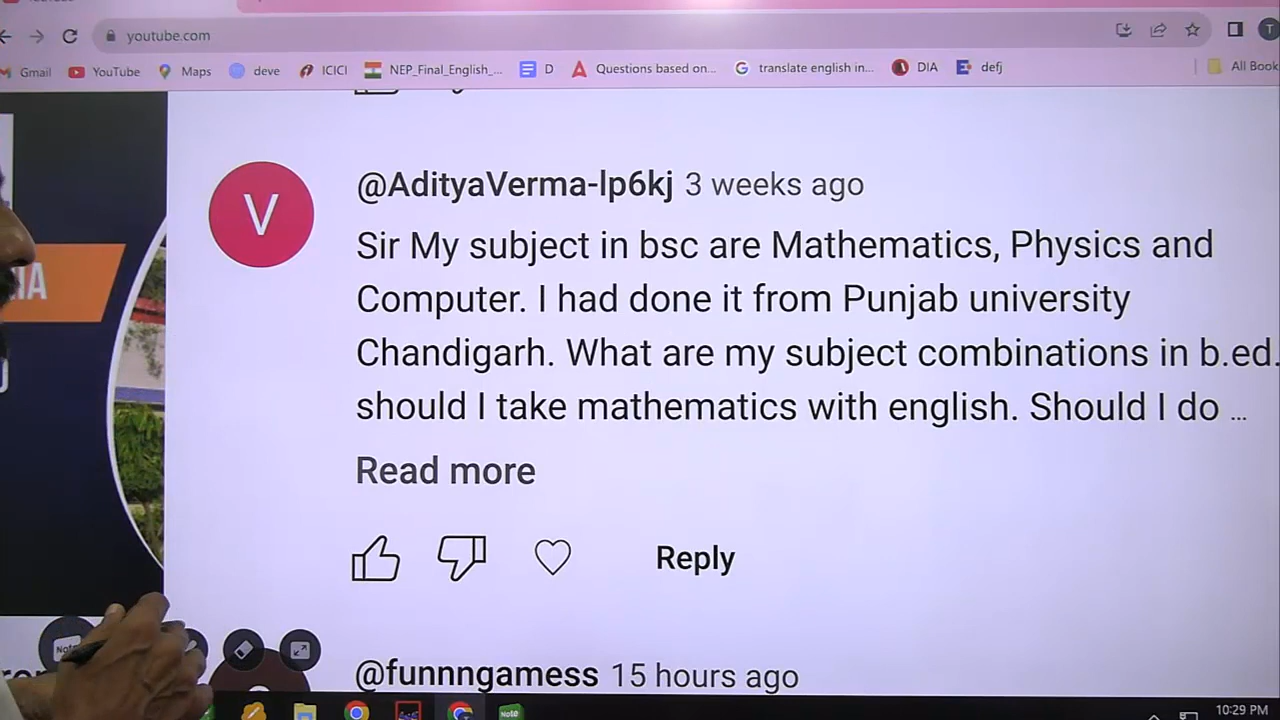 youtube.com
T
Gmail
YouTube
Maps
deve
ICICI
NEP_Final_English_...
D
Questions based on...
translate english in...
DIA
defj
All Book
IA
@AdityaVerma-lp6kj 3 weeks ago
V
Sir My subject in bsc are Mathematics, Physics and
Computer. I had done it from Punjab university
Chandigarh. What are my subject combinations in b.ed.
should I take mathematics with english. Should I do ...
Read more
Reply
Note
@funnngamess 15 hours ago
Note
10:29 PM